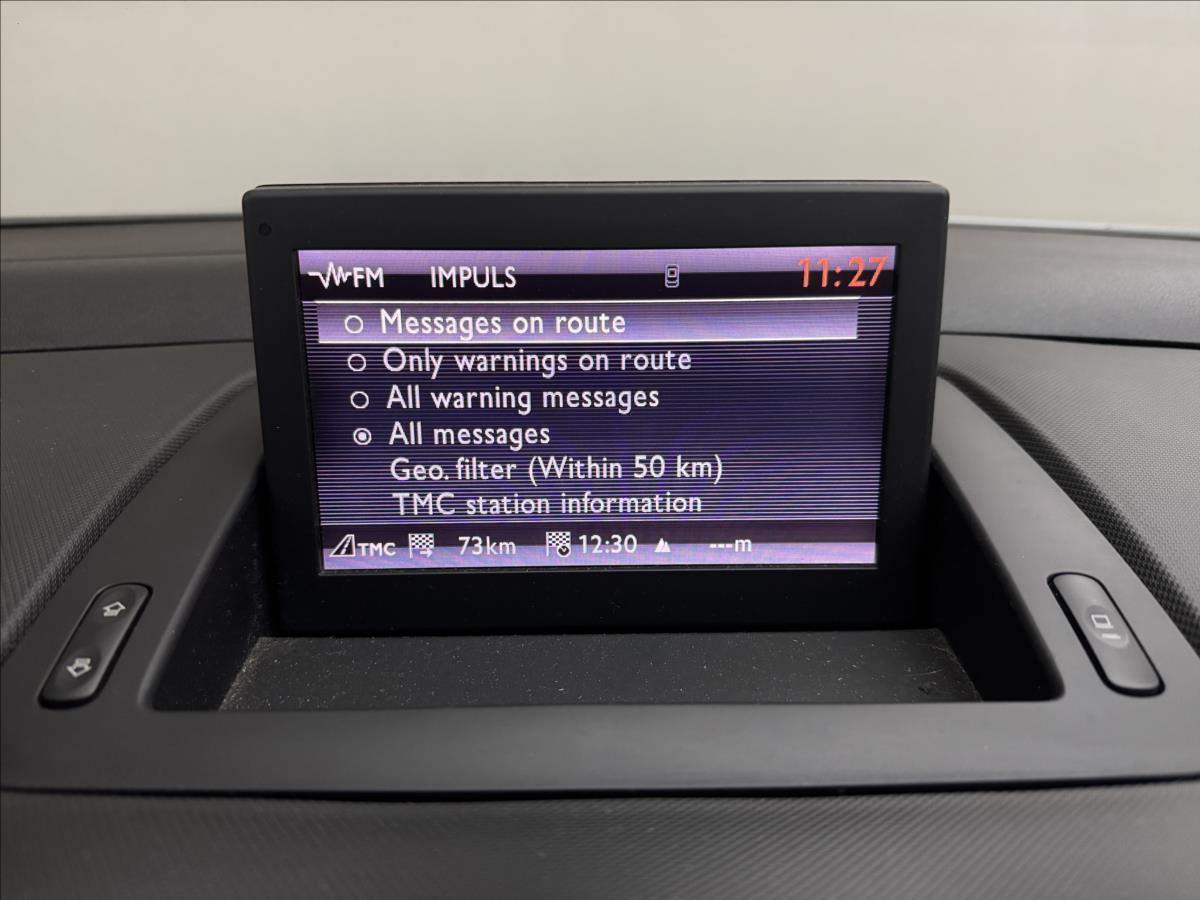 FM IMPULS 11:27
Messages on route
Only warnings on route
All warning messages
All messages
Geo. filter (Within 50 km)
TMC station information
TMC 73km 12:30 ---m